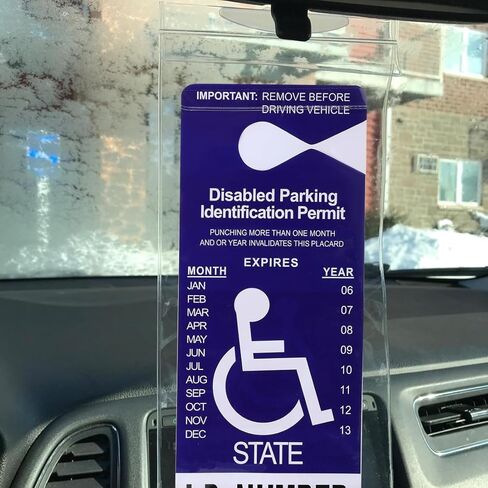 IMPORTANT: REMOVE BEFORE
DRIVING VEHICLE
Disabled Parking
Identification Permit
PUNCHING MORE THAN ONE MONTH
AND OR YEAR INVALIDATES THIS PLACARD
EXPIRES
MONTH YEAR
JAN 06
FEB
MAR 07
APR 08
MAY
JUN 09
JUL 10
AUG
SEP 11
OCT 12
NOV
DEC 13
STATE
I.D. NUMBER